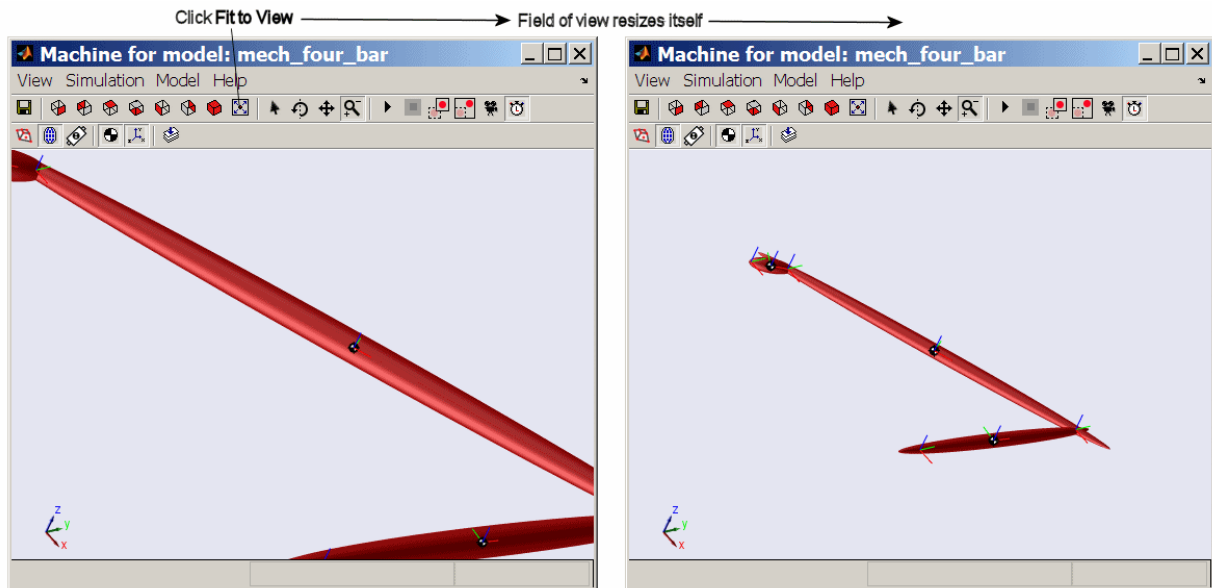 Click Fit to View
Field of view resizes itself
Machine for model: mech_four_bar
View Simulation Model Help
z
y
x
Machine for model: mech_four_bar
View Simulation Model Help
z
y
x